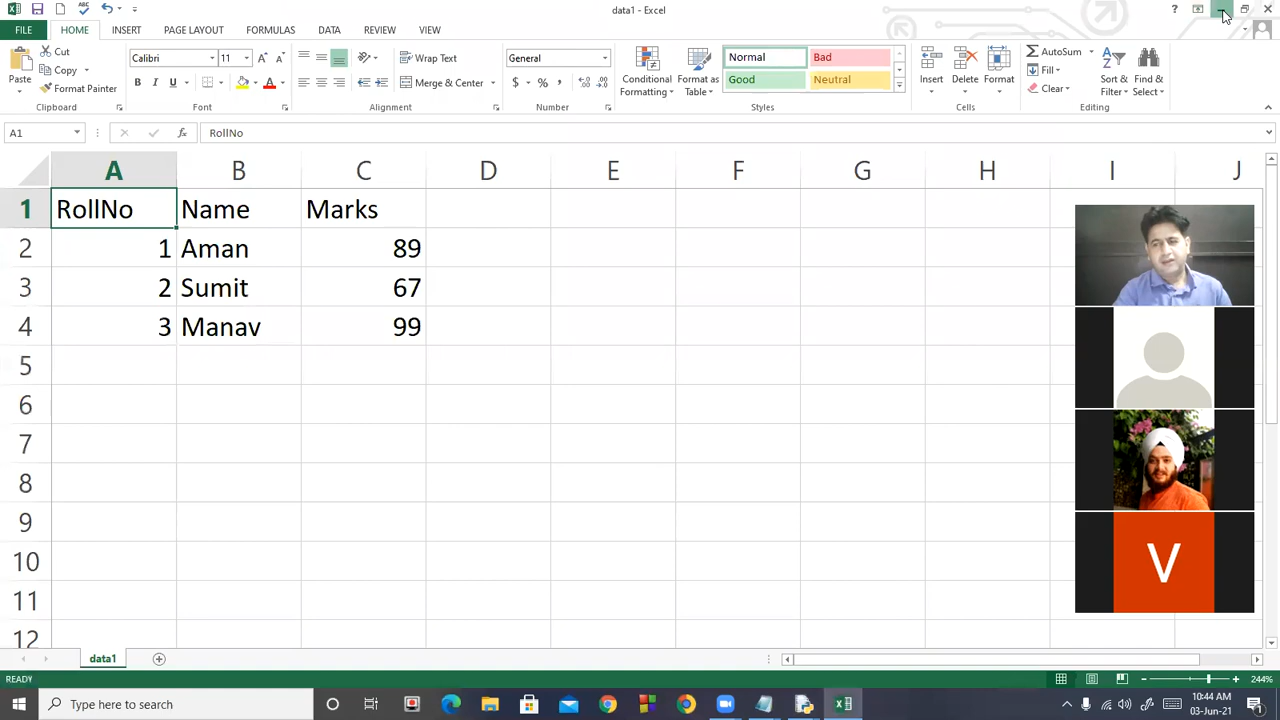 data1 - Excel
FILE HOME INSERT PAGE LAYOUT FORMULAS DATA REVIEW VIEW
Paste Cut Copy Format Painter Clipboard
Calibri 11 B I U A Font
Wrap Text Merge & Center Alignment
General $ % , Number
Conditional Formatting Format as Table Normal Bad Good Neutral Styles
Insert Delete Format Cells
AutoSum Fill Clear Sort & Filter Find & Select Editing
A1 fx RollNo
A B C D E F G H I J
1 RollNo Name Marks
2 1 Aman 89
3 2 Sumit 67
4 3 Manav 99
5
6
7
8
9
10
11
12
V
data1
READY 244%
Type here to search
10:44 AM
03-Jun-21